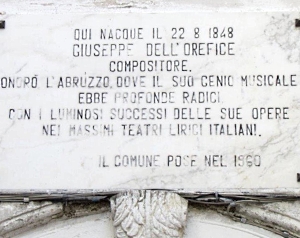 QUI NACQUE IL 22 8 1848
GIUSEPPE DELL'OREFICE
COMPOSITORE.
ONORÒ L'ABRUZZO, DOVE IL SUO GENIO MUSICALE
EBBE PROFONDE RADICI
CON I LUMINOSI SUCCESSI DELLE SUE OPERE
NEI MASSIMI TEATRI LIRICI ITALIANI.
IL COMUNE POSE NEL 1960